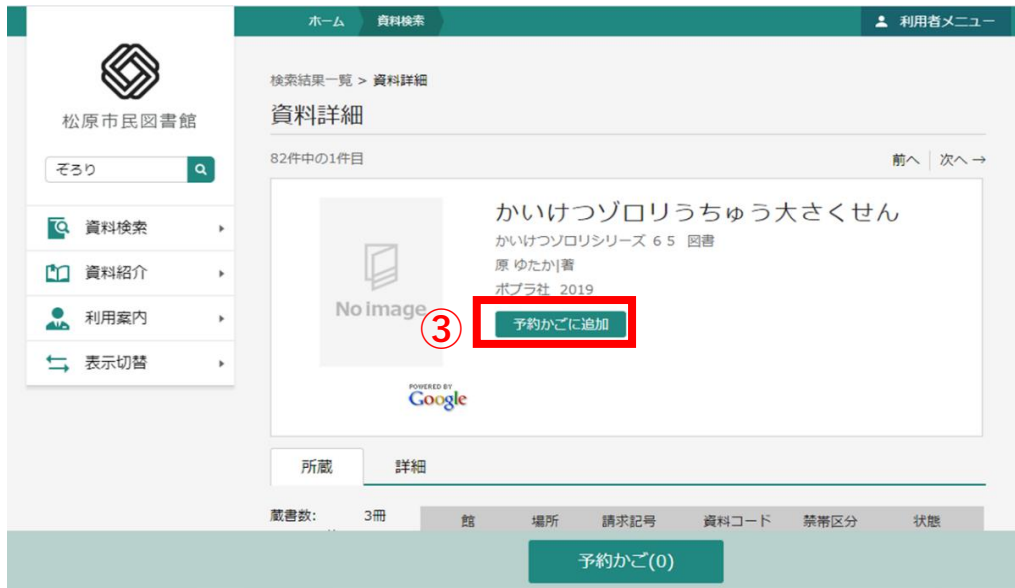 ホーム 資料検索 利用者メニュー
松原市民図書館
ぞろり
資料検索
資料紹介
利用案内
表示切替
検索結果一覧 > 資料詳細
資料詳細
82件中の1件目 前へ 次へ →
No image
POWERED BY
Google
かいけつゾロリうちゅう大さくせん
かいけつゾロリシリーズ 65 図書
原 ゆたか|著
ポプラ社 2019
③ 予約かごに追加
所蔵 詳細
蔵書数: 3冊 館 場所 請求記号 資料コード 禁帯区分 状態
予約かご(0)